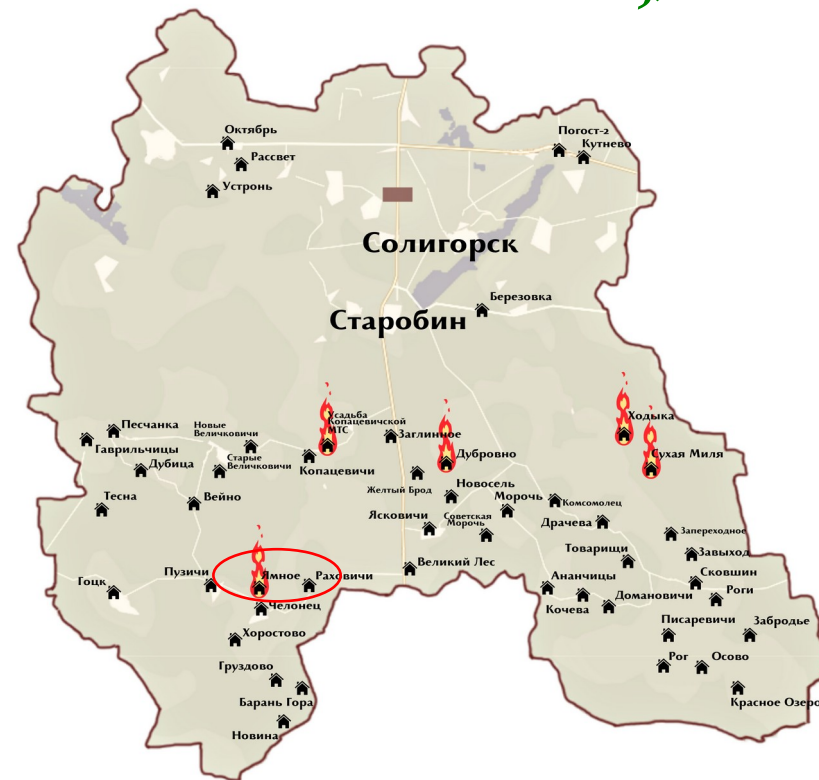 Октябрь
Рассвет
Устронь
Погост-2
Кутнево
Солигорск
Березовка
Старобин
Песчанка
Гаврильчицы
Дубица
Новые
Величковичи
Старые
Величковичи
Усадьба
Копацевичской
МТС
Копацевичи
Заглинное
Дубровно
Ходыка
Сухая Миля
Тесна
Вейно
Желтый Брод
Новосель
Ясковичи
Советская
Морочь
Морочь
Комсомолец
Драчева
Запереходное
Завыход
Товарищи
Сковшин
Гоцк
Пузичи
Ямное
Раховичи
Великий Лес
Ананчицы
Кочева
Домановичи
Роги
Челонец
Писаревичи
Забродье
Хоростово
Рог
Осово
Груздово
Барань Гора
Красное Озеро
Новина